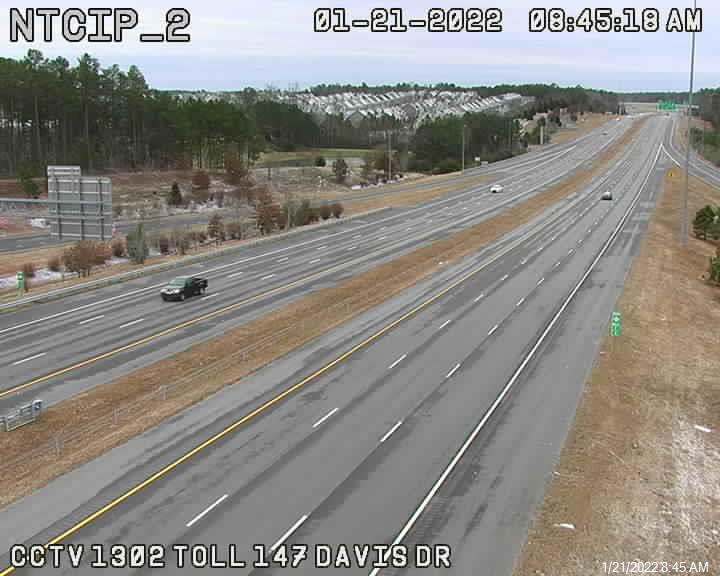 NTCIP_2 01-21-2022 08:45:18 AM
CCTV 1302 TOLL 147 DAVIS DR
1/21/2022 8:45 AM